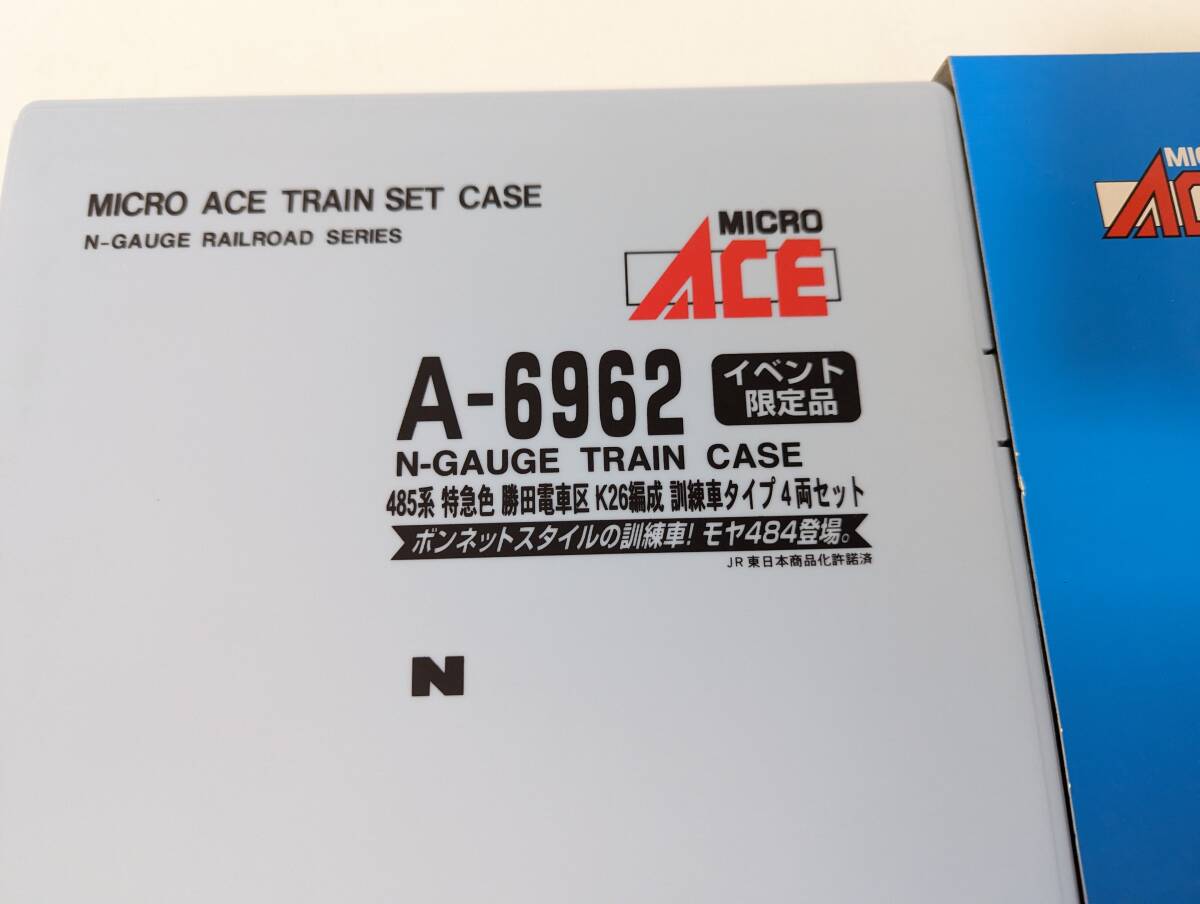 MICRO ACE TRAIN SET CASE
N-GAUGE RAILROAD SERIES
MICRO
ACE
A-6962
イベント
限定品
N-GAUGE TRAIN CASE
485系 特急色 勝田電車区 K26編成 訓練車タイプ 4両セット
ボンネットスタイルの訓練車! モヤ484登場。
JR東日本商品化許諾済
N